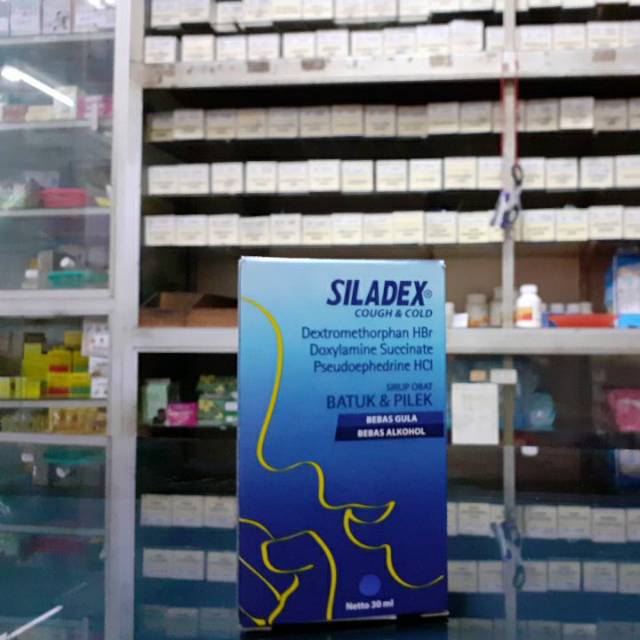 SILADEX®
COUGH & COLD
Dextromethorphan HBr
Doxylamine Succinate
Pseudoephedrine HCl
SIRUP OBAT
BATUK & PILEK
BEBAS GULA
BEBAS ALKOHOL
Netto 30 ml